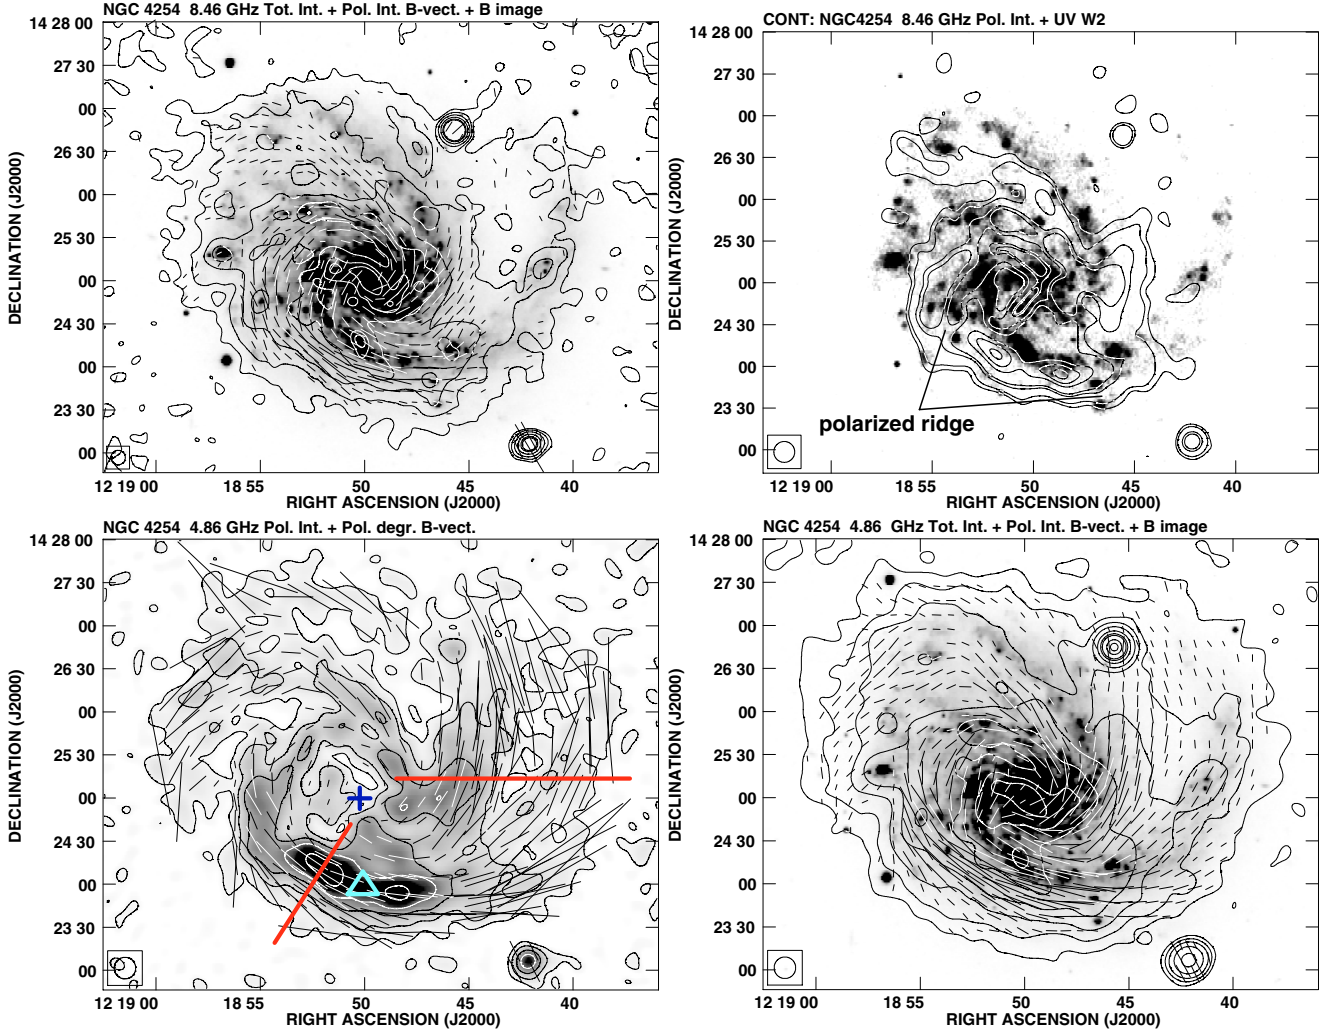 NGC 4254 8.46 GHz Tot. Int. + Pol. Int. B-vect. + B image
14 28 00
27 30
00
26 30
00
25 30
00
24 30
00
23 30
00
DECLINATION (J2000)
12 19 00
18 55
50
45
40
RIGHT ASCENSION (J2000)
CONT: NGC4254 8.46 GHz Pol. Int. + UV W2
14 28 00
27 30
00
26 30
00
25 30
00
24 30
00
23 30
00
DECLINATION (J2000)
polarized ridge
12 19 00
18 55
50
45
40
RIGHT ASCENSION (J2000)
NGC 4254 4.86 GHz Pol. Int. + Pol. degr. B-vect.
14 28 00
27 30
00
26 30
00
25 30
00
24 30
00
23 30
00
DECLINATION (J2000)
12 19 00
18 55
50
45
40
RIGHT ASCENSION (J2000)
NGC 4254 4.86 GHz Tot. Int. + Pol. Int. B-vect. + B image
14 28 00
27 30
00
26 30
00
25 30
00
24 30
00
23 30
00
DECLINATION (J2000)
12 19 00
18 55
50
45
40
RIGHT ASCENSION (J2000)